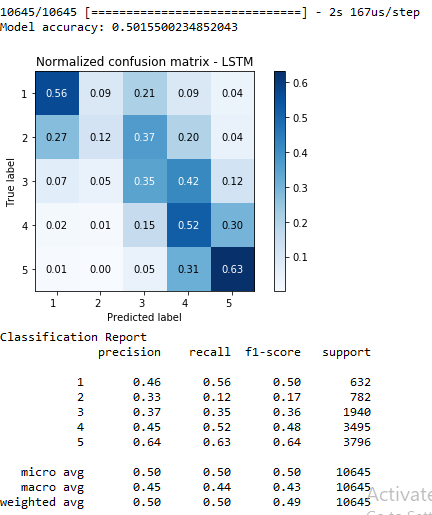 10645/10645 [==============================] - 2s 167us/step
Model accuracy: 0.5015500234852043
Normalized confusion matrix - LSTM
1 0.56 0.09 0.21 0.09 0.04
2 0.27 0.12 0.37 0.20 0.04
3 0.07 0.05 0.35 0.42 0.12
4 0.02 0.01 0.15 0.52 0.30
5 0.01 0.00 0.05 0.31 0.63
1 2 3 4 5
True label
Predicted label
0.6
0.5
0.4
0.3
0.2
0.1
Classification Report
precision recall f1-score support
1 0.46 0.56 0.50 632
2 0.33 0.12 0.17 782
3 0.37 0.35 0.36 1940
4 0.45 0.52 0.48 3495
5 0.64 0.63 0.64 3796
micro avg 0.50 0.50 0.50 10645
macro avg 0.45 0.44 0.43 10645
weighted avg 0.50 0.50 0.49 10645
Activate